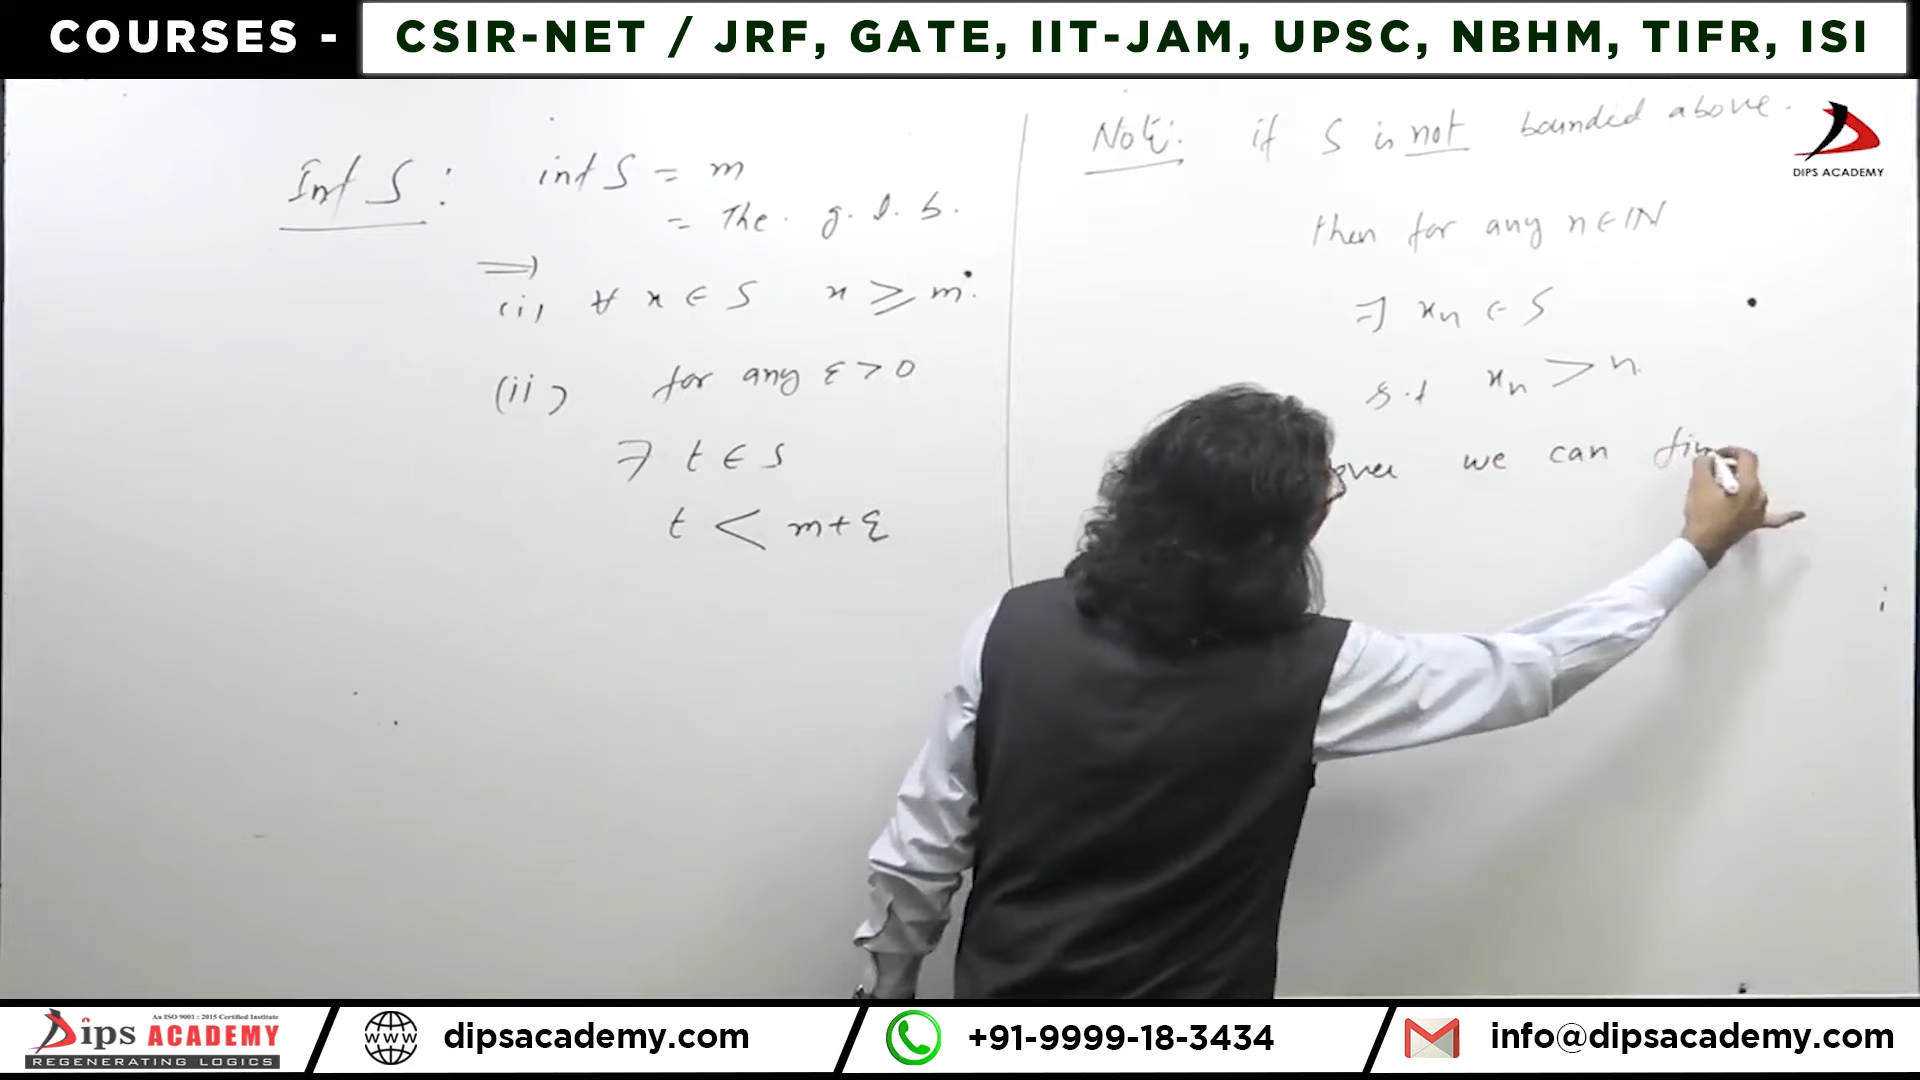 COURSES - CSIR-NET / JRF, GATE, IIT-JAM, UPSC, NBHM, TIFR, ISI
Inf S : inf S = m
= The. g. l. b.
⟹
(i) ∀ x ∈ S x ≥ m.
(ii) for any ε > 0
∃ t ∈ S
t < m+ε
Note: if S is not bounded above.
then for any n ∈ IN
∃ xn ∈ S
s.t xn > n.
we can fin
DIPS ACADEMY
An ISO 9001 : 2015 Certified Institute
Dips ACADEMY
REGENERATING LOGICS
dipsacademy.com
+91-9999-18-3434
info@dipsacademy.com